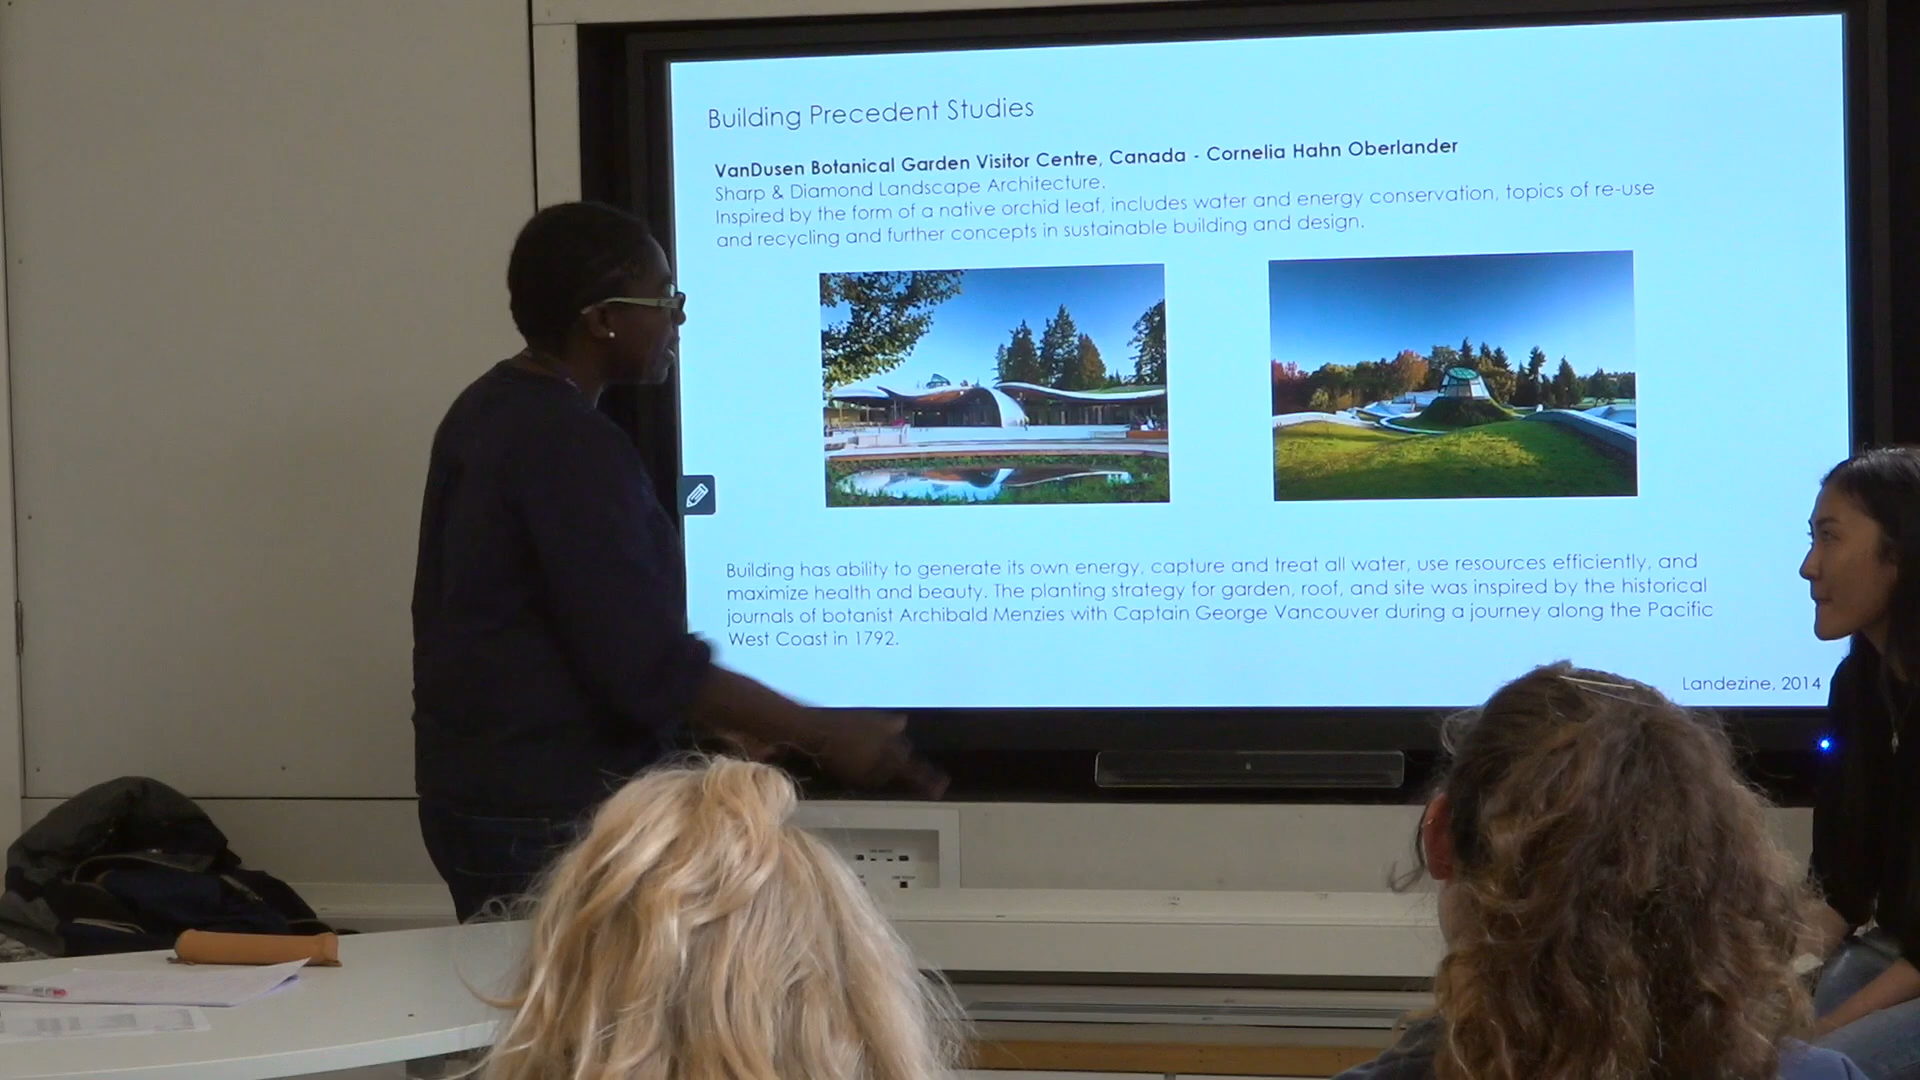 Building Precedent Studies
VanDusen Botanical Garden Visitor Centre, Canada - Cornelia Hahn Oberlander
Sharp & Diamond Landscape Architecture.
Inspired by the form of a native orchid leaf, includes water and energy conservation, topics of re-use
and recycling and further concepts in sustainable building and design.
Building has ability to generate its own energy, capture and treat all water, use resources efficiently, and
maximize health and beauty. The planting strategy for garden, roof, and site was inspired by the historical
journals of botanist Archibald Menzies with Captain George Vancouver during a journey along the Pacific
West Coast in 1792.
Landezine, 2014